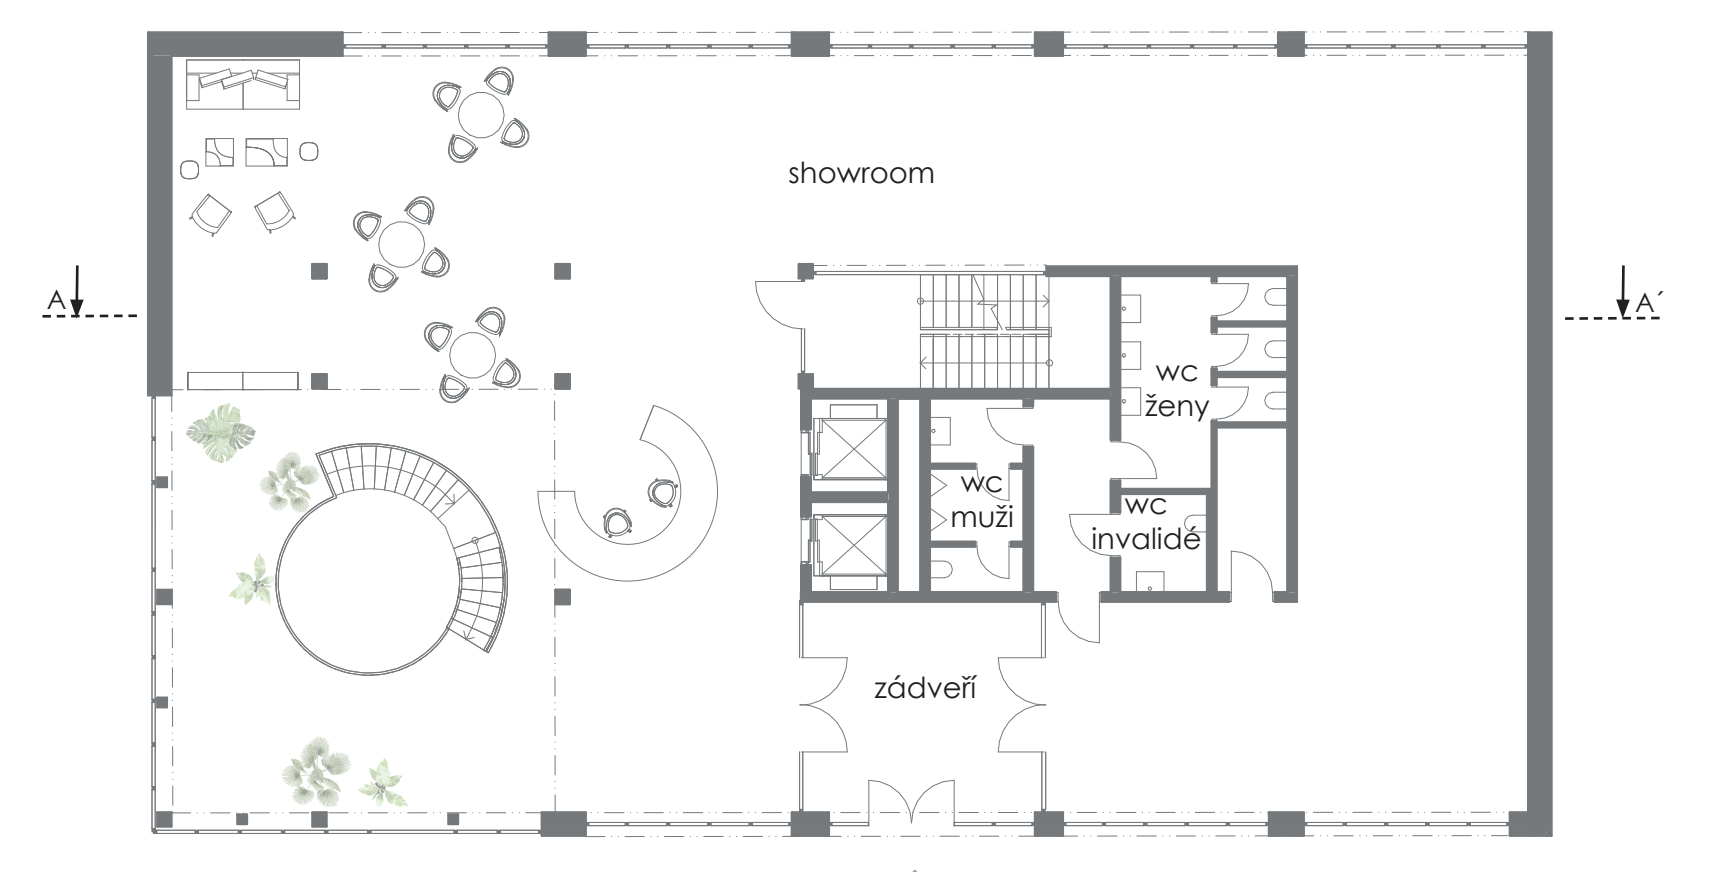 showroom
A
A´
wc
ženy
wc
muži
wc
invalidé
zádveří